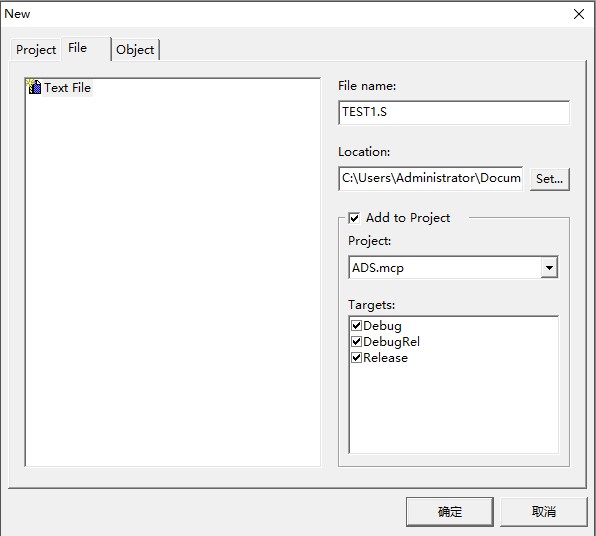 New
Project
File
Object
Text File
File name:
TEST1.S
Location:
C:\Users\Administrator\Docum
Set...
Add to Project
Project:
ADS.mcp
Targets:
Debug
DebugRel
Release
确定
取消